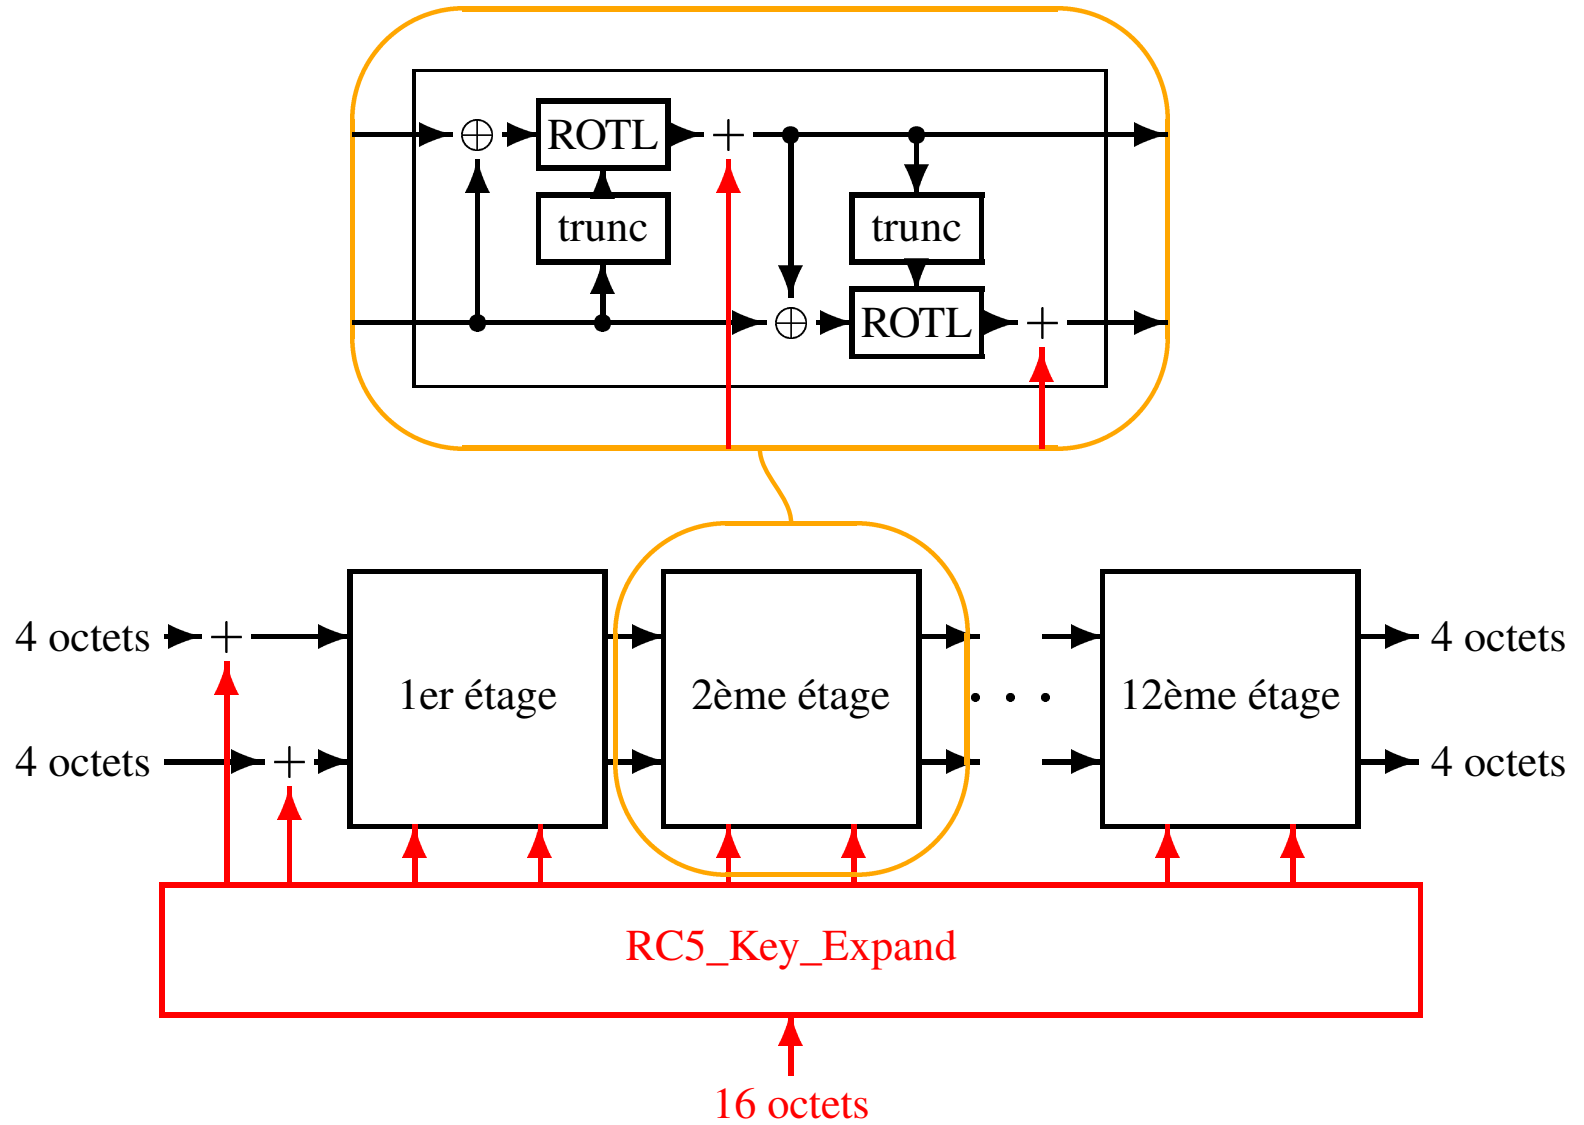 ROTL
trunc
trunc
ROTL
4 octets
4 octets
1er étage
2ème étage
12ème étage
4 octets
4 octets
RC5_Key_Expand
16 octets